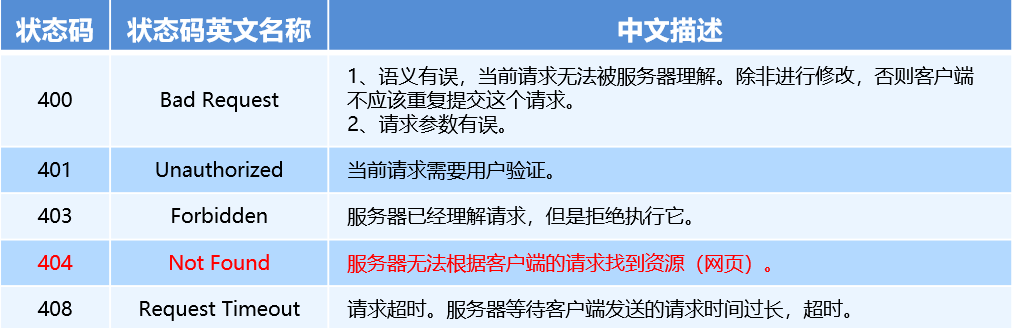 状态码 状态码英文名称 中文描述
400 Bad Request 1、语义有误，当前请求无法被服务器理解。除非进行修改，否则客户端
不应该重复提交这个请求。
2、请求参数有误。
401 Unauthorized 当前请求需要用户验证。
403 Forbidden 服务器已经理解请求，但是拒绝执行它。
404 Not Found 服务器无法根据客户端的请求找到资源（网页）。
408 Request Timeout 请求超时。服务器等待客户端发送的请求时间过长，超时。